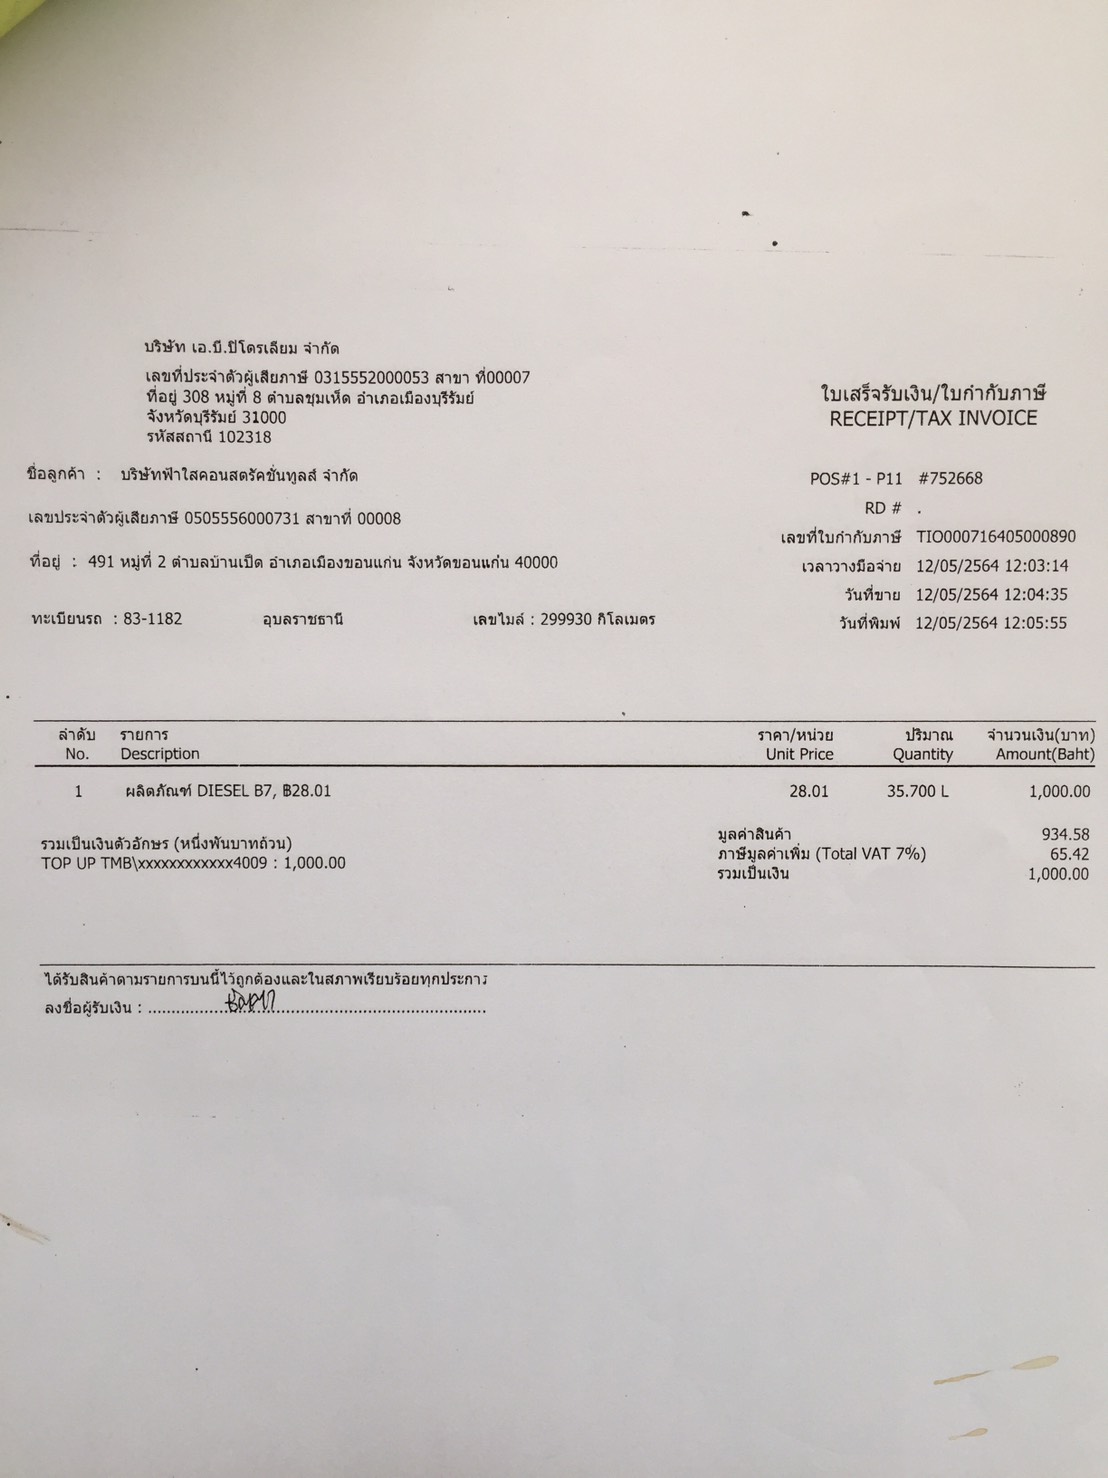 บริษัท เอ.บี.ปิโตรเลียม จำกัด
เลขที่ประจำตัวผู้เสียภาษี 0315552000053 สาขา ที่00007
ที่อยู่ 308 หมู่ที่ 8 ตำบลชุมเห็ด อำเภอเมืองบุรีรัมย์
จังหวัดบุรีรัมย์ 31000
รหัสสถานี 102318
ใบเสร็จรับเงิน/ใบกำกับภาษี
RECEIPT/TAX INVOICE
ชื่อลูกค้า : บริษัทฟ้าใสคอนสตรัคชั่นทูลส์ จำกัด
เลขประจำตัวผู้เสียภาษี 0505556000731 สาขาที่ 00008
ที่อยู่ : 491 หมู่ที่ 2 ตำบลบ้านเป็ด อำเภอเมืองขอนแก่น จังหวัดขอนแก่น 40000
ทะเบียนรถ : 83-1182 อุบลราชธานี เลขไมล์ : 299930 กิโลเมตร
POS#1 - P11 #752668
RD # .
เลขที่ใบกำกับภาษี TIO000716405000890
เวลาวางมือจ่าย 12/05/2564 12:03:14
วันที่ขาย 12/05/2564 12:04:35
วันที่พิมพ์ 12/05/2564 12:05:55
ลำดับ รายการ ราคา/หน่วย ปริมาณ จำนวนเงิน(บาท)
No. Description Unit Price Quantity Amount(Baht)
1 ผลิตภัณฑ์ DIESEL B7, ฿28.01 28.01 35.700 L 1,000.00
รวมเป็นเงินตัวอักษร (หนึ่งพันบาทถ้วน)
TOP UP TMB\xxxxxxxxxxxx4009 : 1,000.00
มูลค่าสินค้า 934.58
ภาษีมูลค่าเพิ่ม (Total VAT 7%) 65.42
รวมเป็นเงิน 1,000.00
ได้รับสินค้าตามรายการบนนี้ไว้ถูกต้องและในสภาพเรียบร้อยทุกประการ
ลงชื่อผู้รับเงิน :